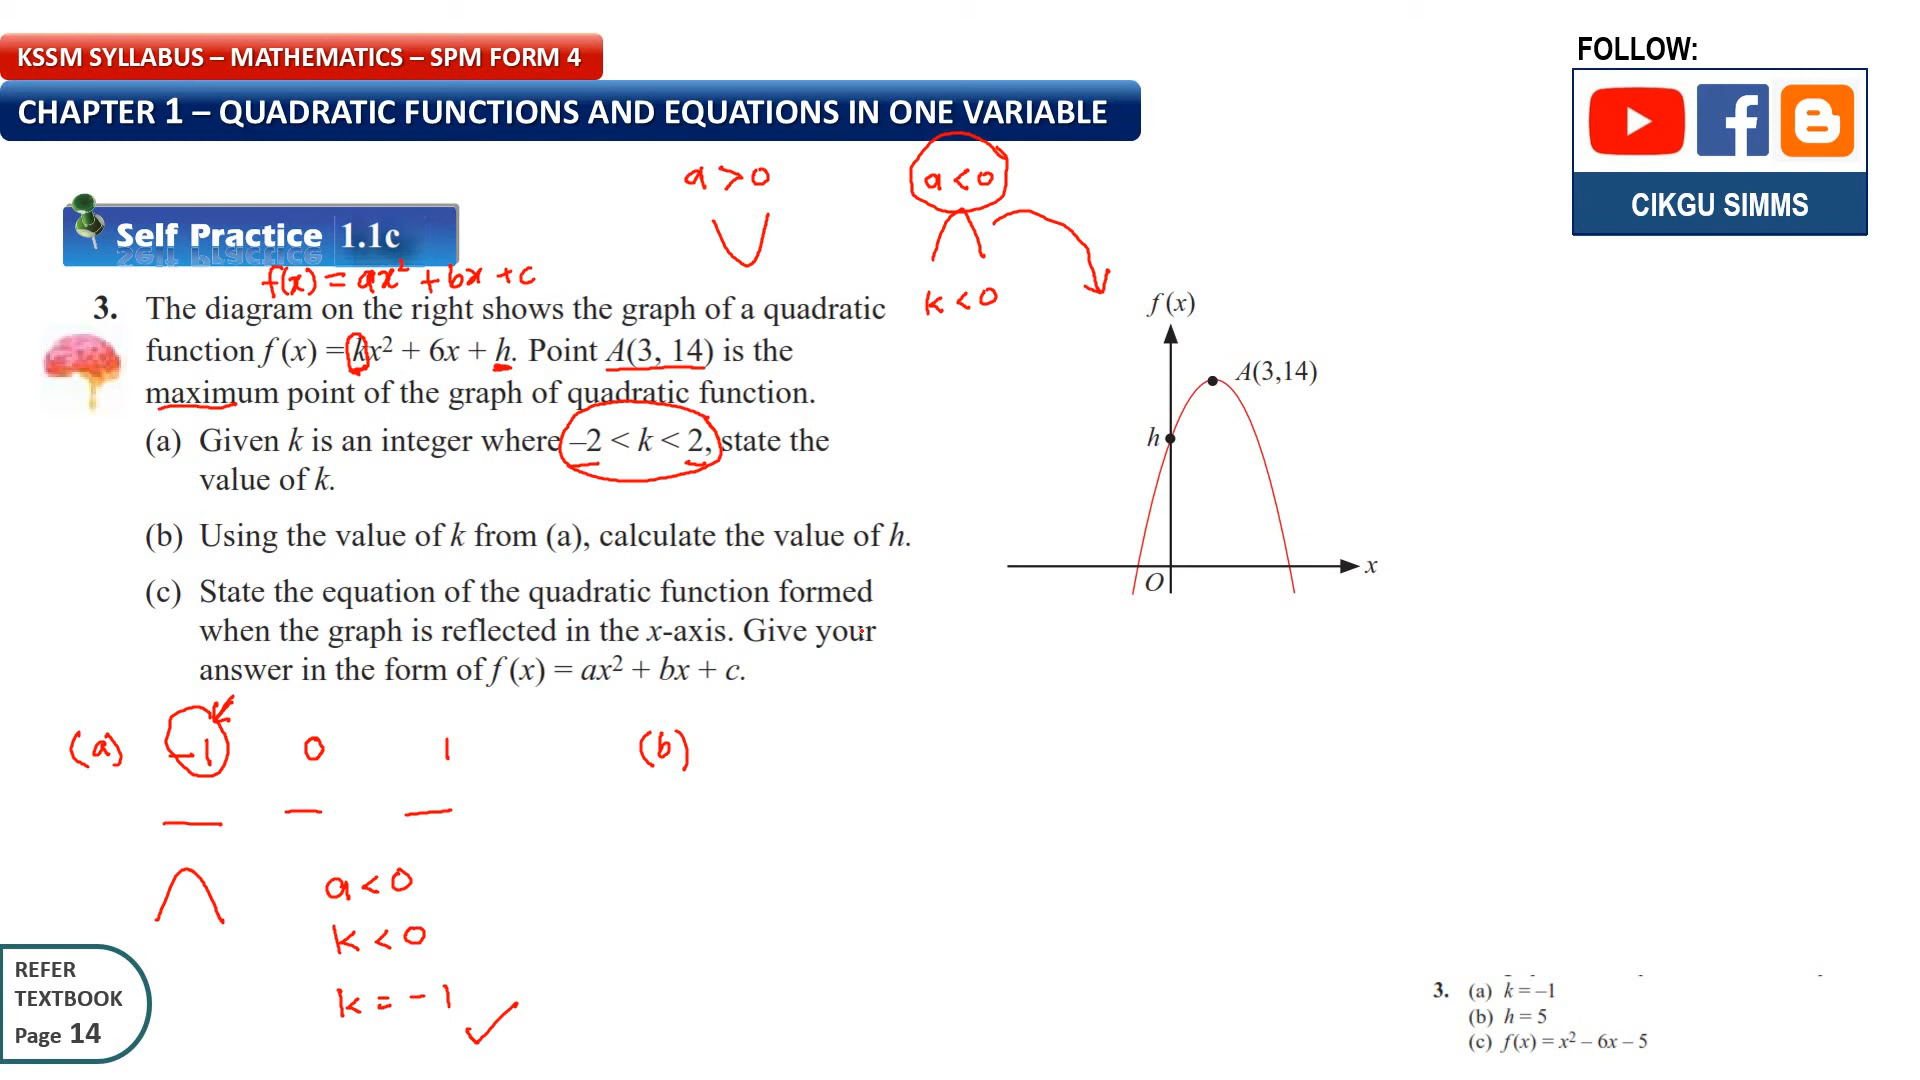 KSSM SYLLABUS – MATHEMATICS – SPM FORM 4
FOLLOW:
CHAPTER 1 – QUADRATIC FUNCTIONS AND EQUATIONS IN ONE VARIABLE
CIKGU SIMMS
a > 0
a < 0
k < 0
Self Practice 1.1c
f(x) = ax² + bx + c
3. The diagram on the right shows the graph of a quadratic
function f (x) = kx² + 6x + h. Point A(3, 14) is the
maximum point of the graph of quadratic function.
(a) Given k is an integer where –2 < k < 2, state the
value of k.
(b) Using the value of k from (a), calculate the value of h.
(c) State the equation of the quadratic function formed
when the graph is reflected in the x-axis. Give your
answer in the form of f (x) = ax² + bx + c.
f (x)
A(3,14)
h
O
x
(a) –1 0 1
a < 0
k < 0
k = –1
(b)
REFER
TEXTBOOK
Page 14
3. (a) k = –1
(b) h = 5
(c) f(x) = x² – 6x – 5